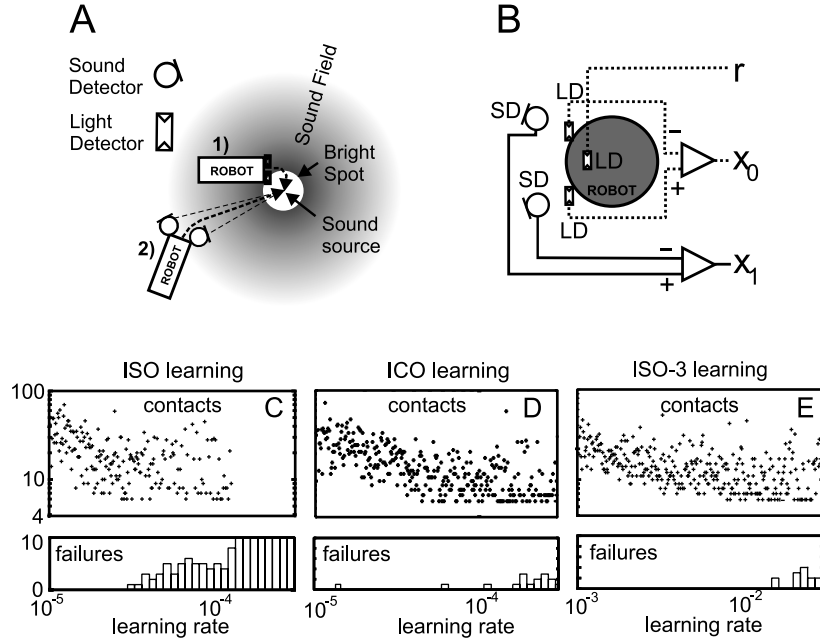 A
Sound
Detector
Light
Detector
Sound Field
1)
ROBOT
Bright
Spot
Sound
source
2)
ROBOT
B
r
LD
SD
LD
ROBOT
−
+
X0
SD
LD
−
+
X1
ISO learning
ICO learning
ISO-3 learning
100
10
4
contacts
C
contacts
D
contacts
E
10
0
failures
failures
failures
10^-5
10^-4
10^-5
10^-4
10^-3
10^-2
learning rate
learning rate
learning rate